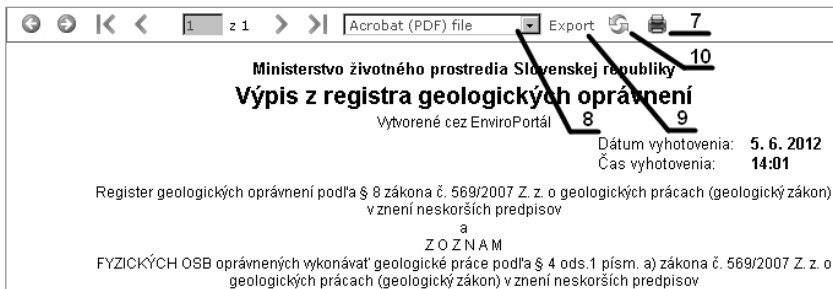 1 z 1 Acrobat (PDF) file Export 7
10
Ministerstvo životného prostredia Slovenskej republiky
Výpis z registra geologických oprávnení
Vytvorené cez EnviroPortál 8 9
Dátum vyhotovenia: 5. 6. 2012
Čas vyhotovenia: 14:01
Register geologických oprávnení podľa § 8 zákona č. 569/2007 Z. z. o geologických prácach (geologický zákon)
v znení neskorších predpisov
a
Z O Z N A M
FYZICKÝCH OSB oprávnených vykonávať geologické práce podľa § 4 ods.1 písm. a) zákona č. 569/2007 Z. z. o
geologických prácach (geologický zákon) v znení neskorších predpisov